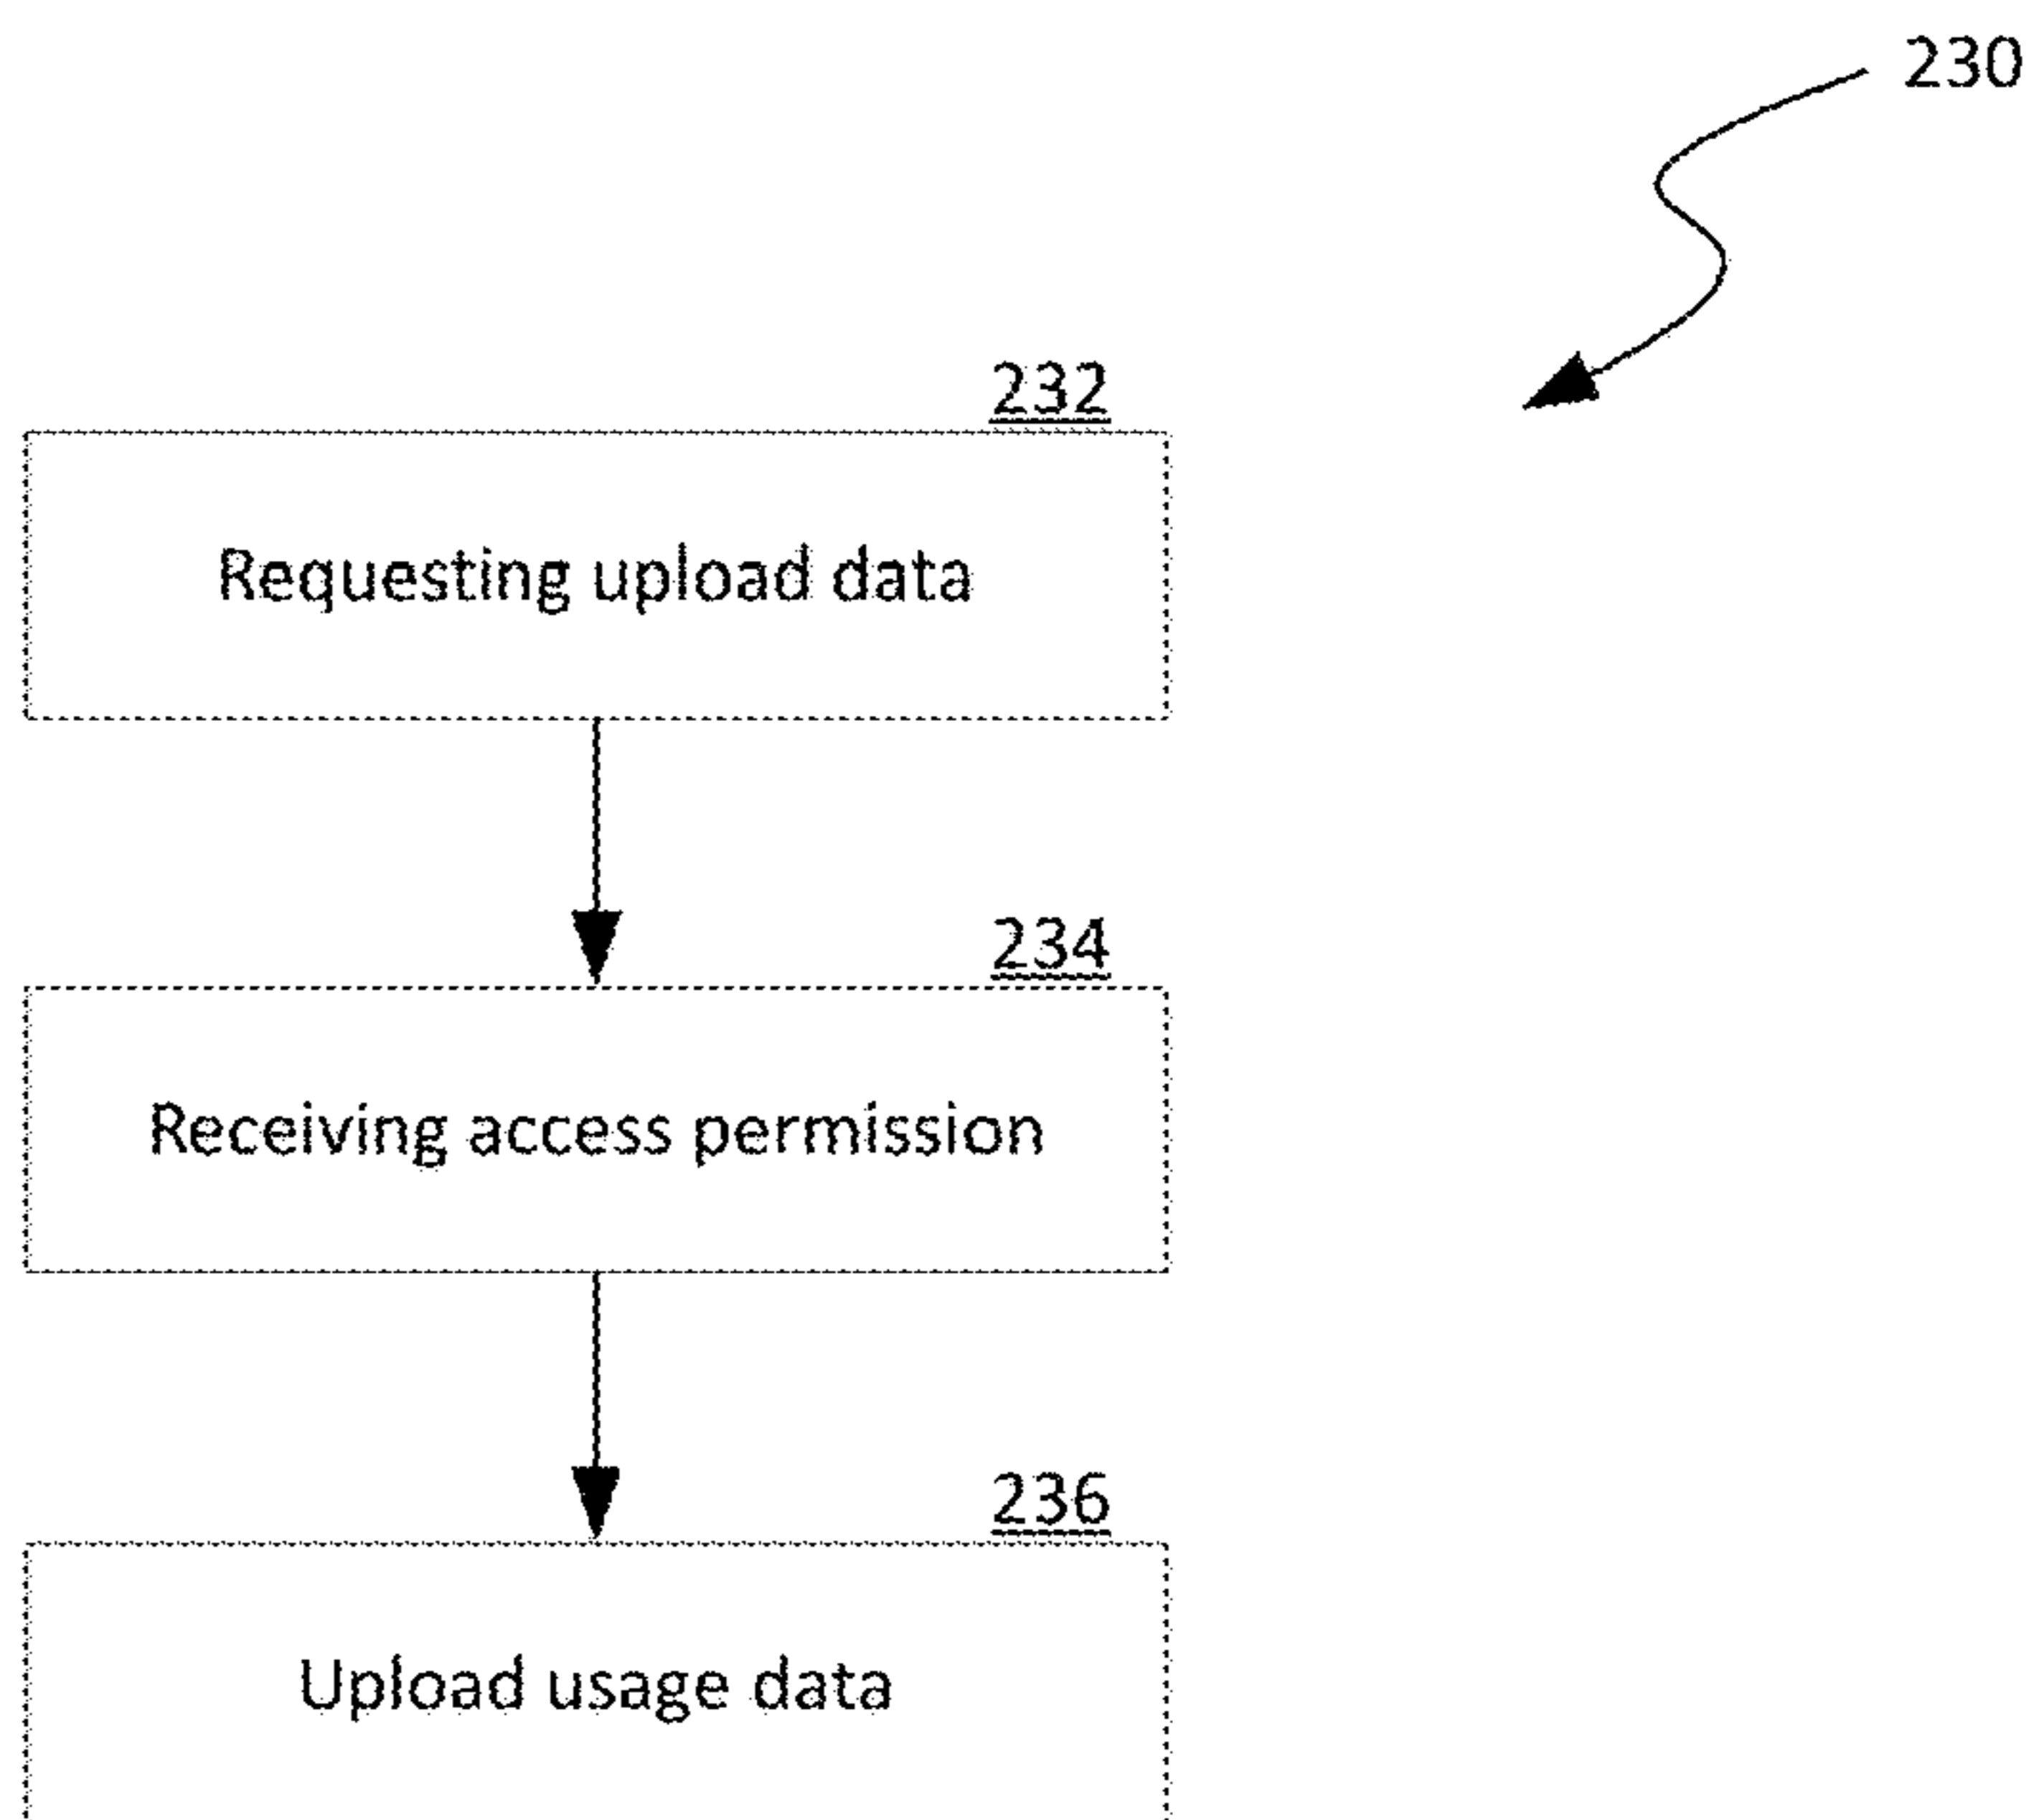 230
232
Requesting upload data
234
Receiving access permission
236
Upload usage data